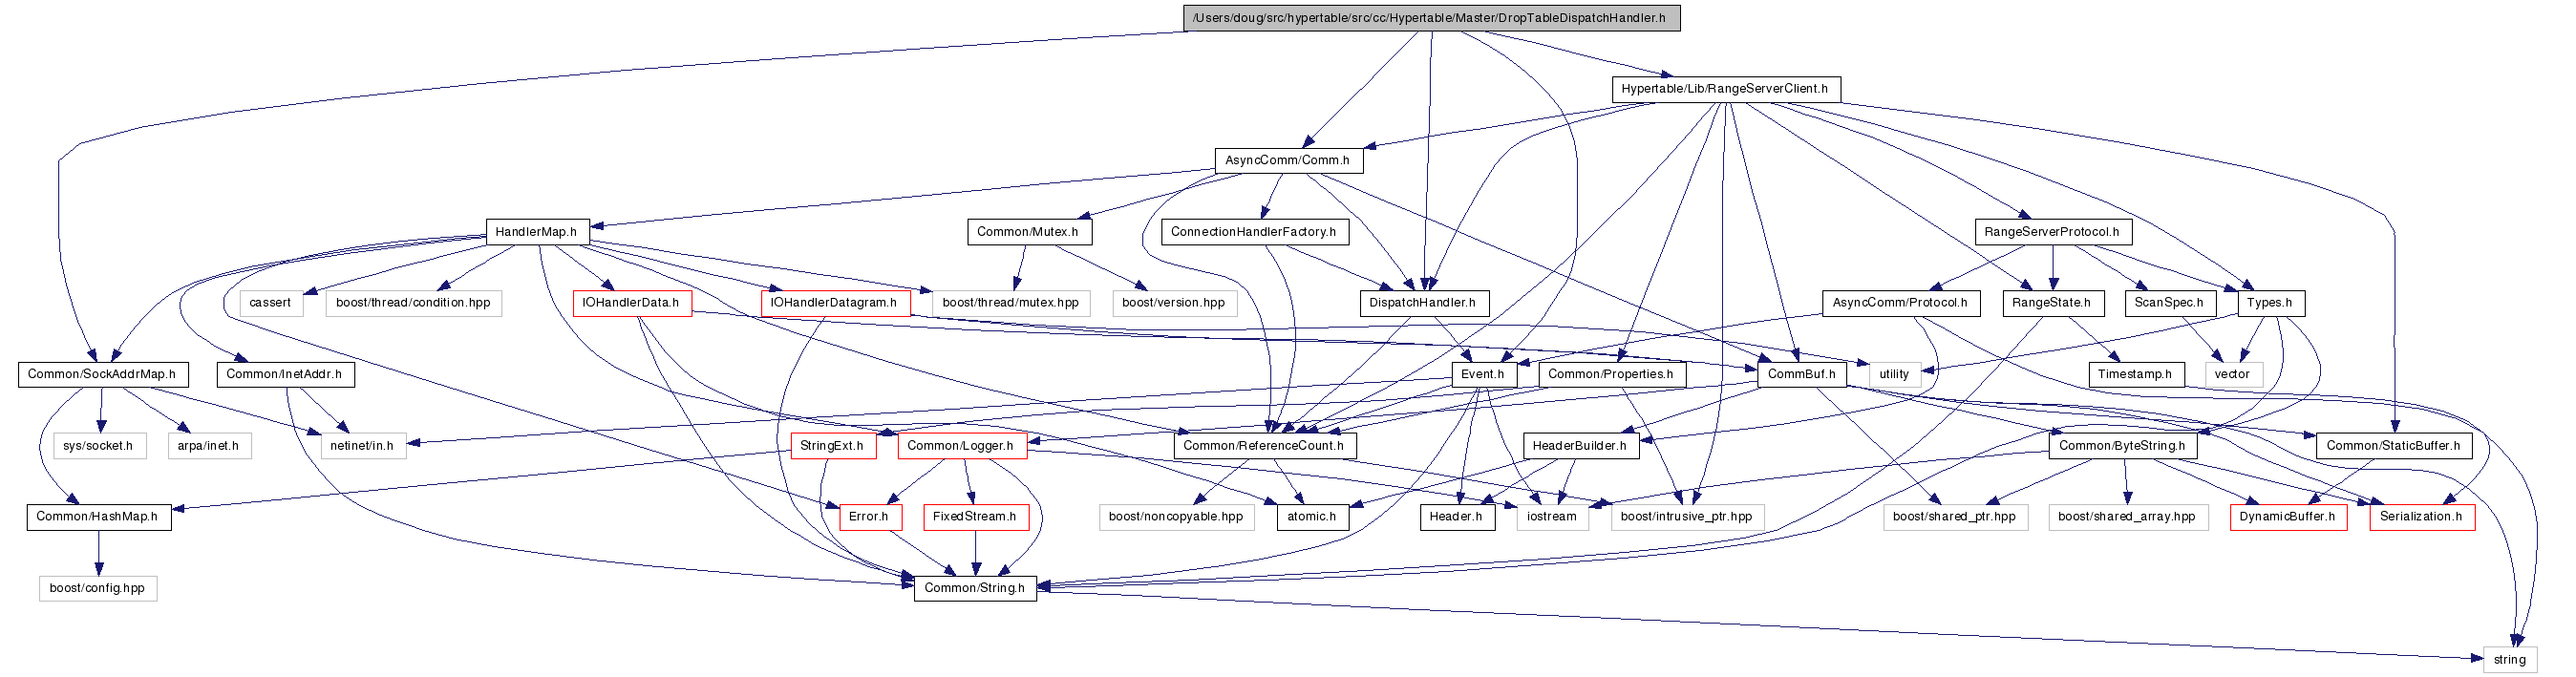 /Users/doug/src/hypertable/src/cc/Hypertable/Master/DropTableDispatchHandler.h
Hypertable/Lib/RangeServerClient.h
AsyncComm/Comm.h
HandlerMap.h
Common/Mutex.h
ConnectionHandlerFactory.h
RangeServerProtocol.h
cassert
boost/thread/condition.hpp
IOHandlerData.h
IOHandlerDatagram.h
boost/thread/mutex.hpp
boost/version.hpp
DispatchHandler.h
AsyncComm/Protocol.h
RangeState.h
ScanSpec.h
Types.h
Common/SockAddrMap.h
Common/InetAddr.h
Event.h
Common/Properties.h
CommBuf.h
utility
Timestamp.h
vector
sys/socket.h
arpa/inet.h
netinet/in.h
StringExt.h
Common/Logger.h
Common/ReferenceCount.h
HeaderBuilder.h
Common/ByteString.h
Common/StaticBuffer.h
Common/HashMap.h
Error.h
FixedStream.h
boost/noncopyable.hpp
atomic.h
Header.h
iostream
boost/intrusive_ptr.hpp
boost/shared_ptr.hpp
boost/shared_array.hpp
DynamicBuffer.h
Serialization.h
boost/config.hpp
Common/String.h
string